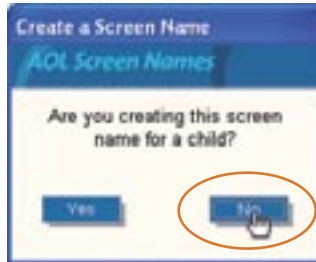 Create a Screen Name
AOL Screen Names
Are you creating this screen
name for a child?
Yes
No